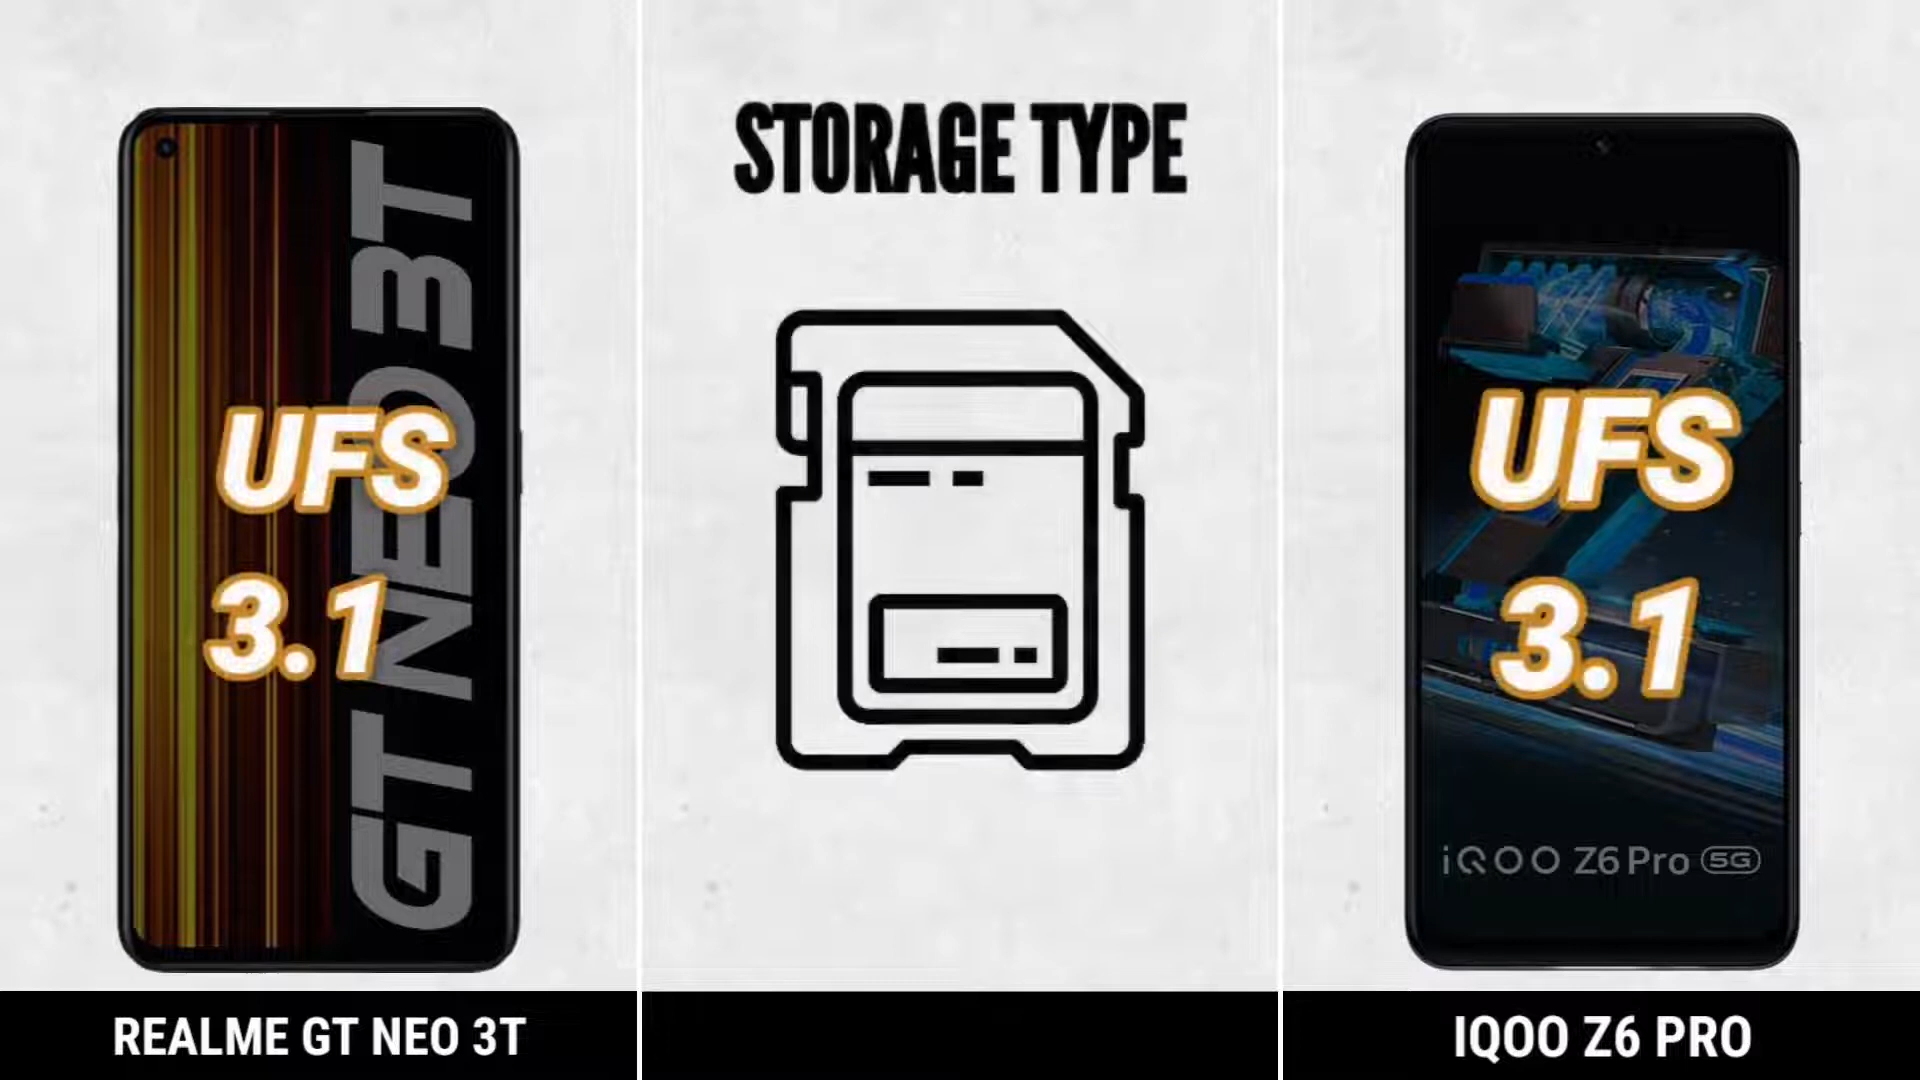 STORAGE TYPE
GT NEO 3T
UFS
3.1
UFS
3.1
iQOO Z6 Pro 5G
REALME GT NEO 3T
IQOO Z6 PRO